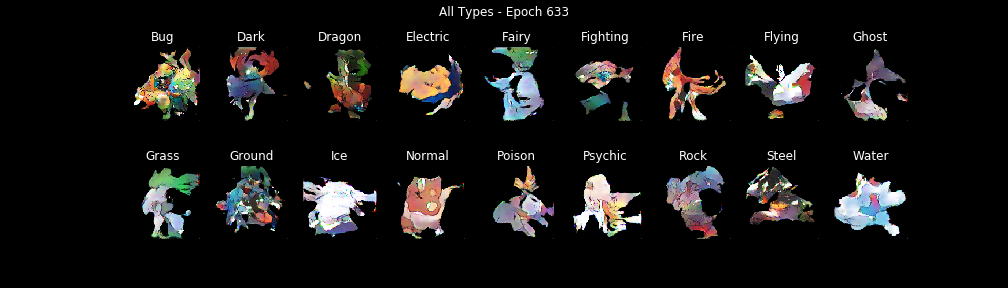 All Types - Epoch 633
Bug Dark Dragon Electric Fairy Fighting Fire Flying Ghost
Grass Ground Ice Normal Poison Psychic Rock Steel Water